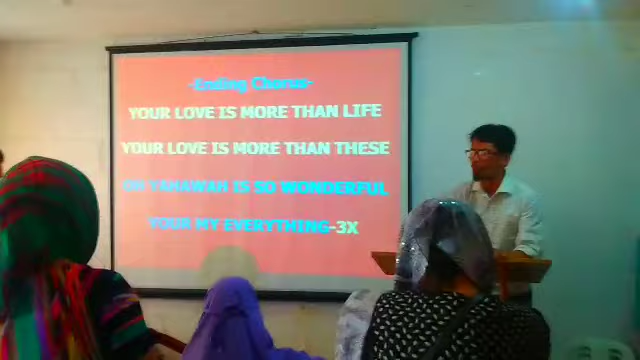 -Ending Chorus-
YOUR LOVE IS MORE THAN LIFE
YOUR LOVE IS MORE THAN THESE
OH YAHAWAH IS SO WONDERFUL
YOUR MY EVERYTHING-3X